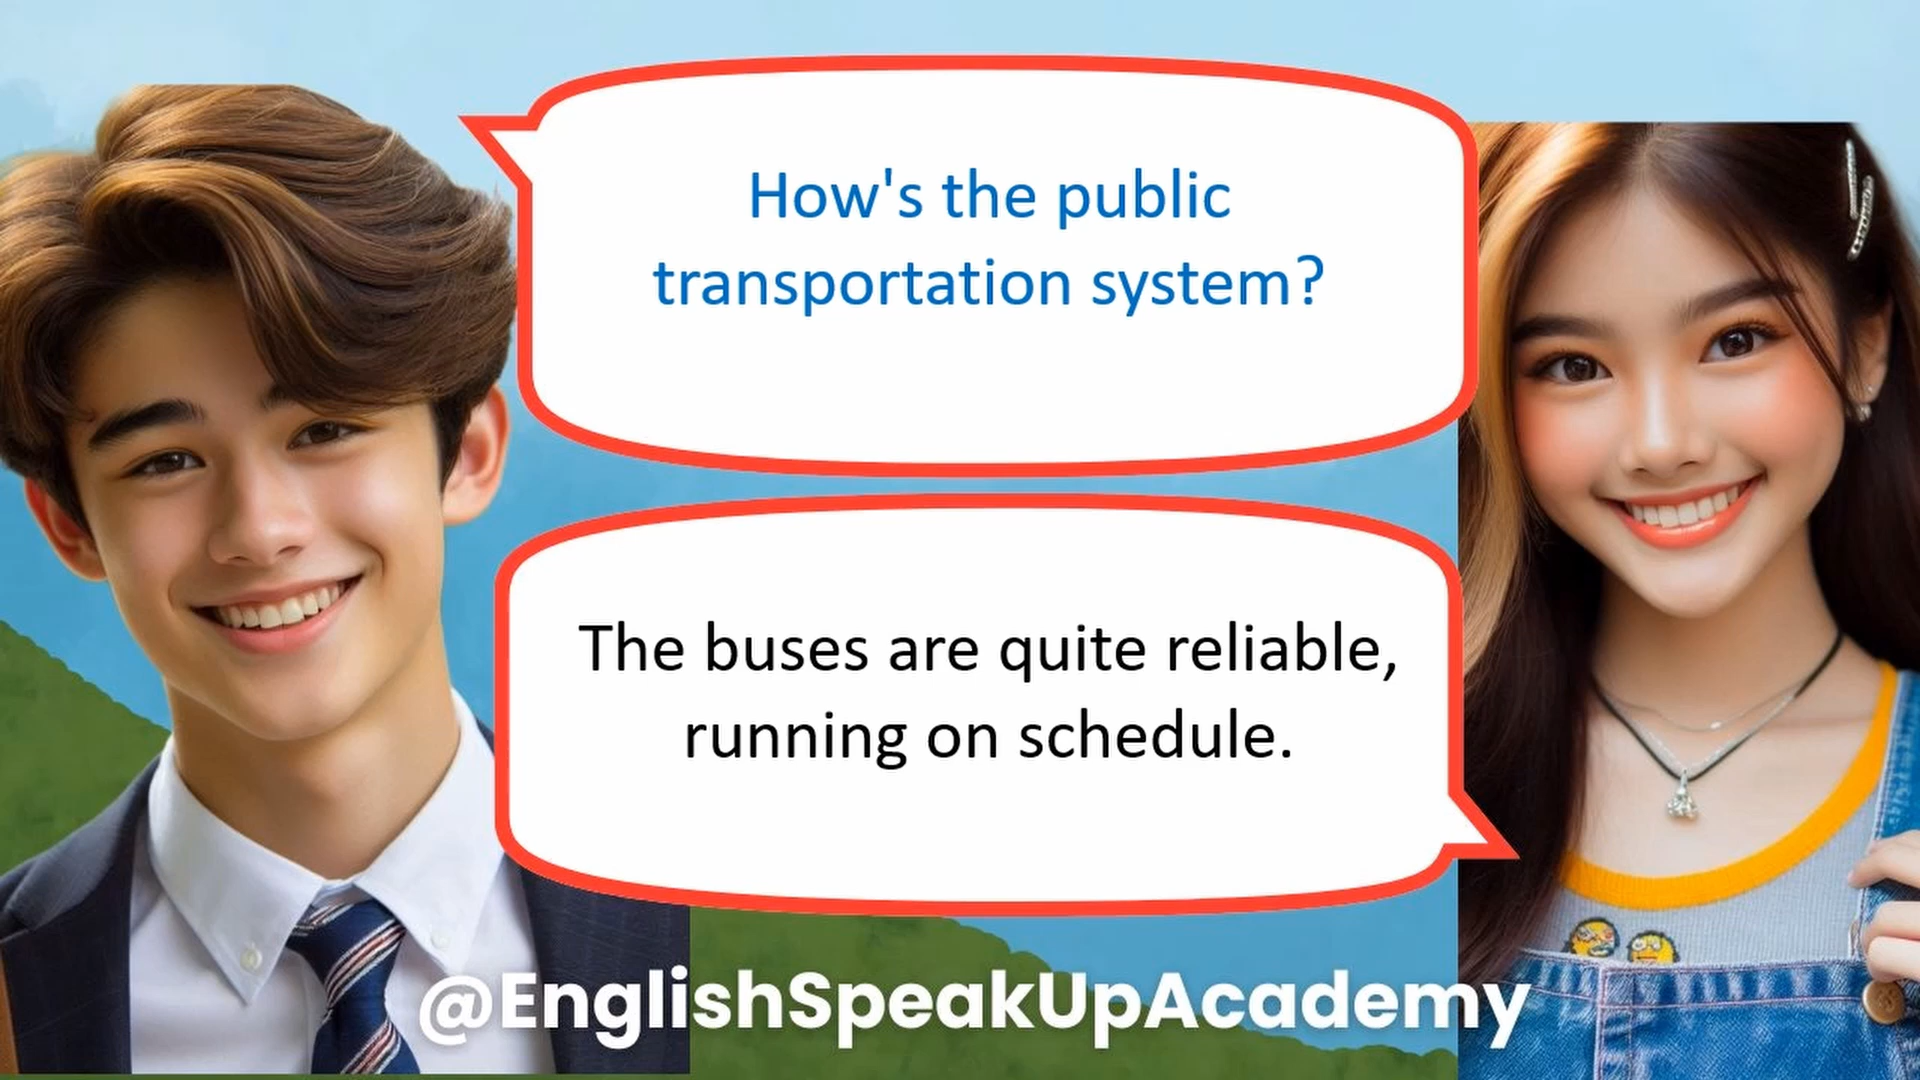 How's the public
transportation system?
The buses are quite reliable,
running on schedule.
@EnglishSpeakUpAcademy